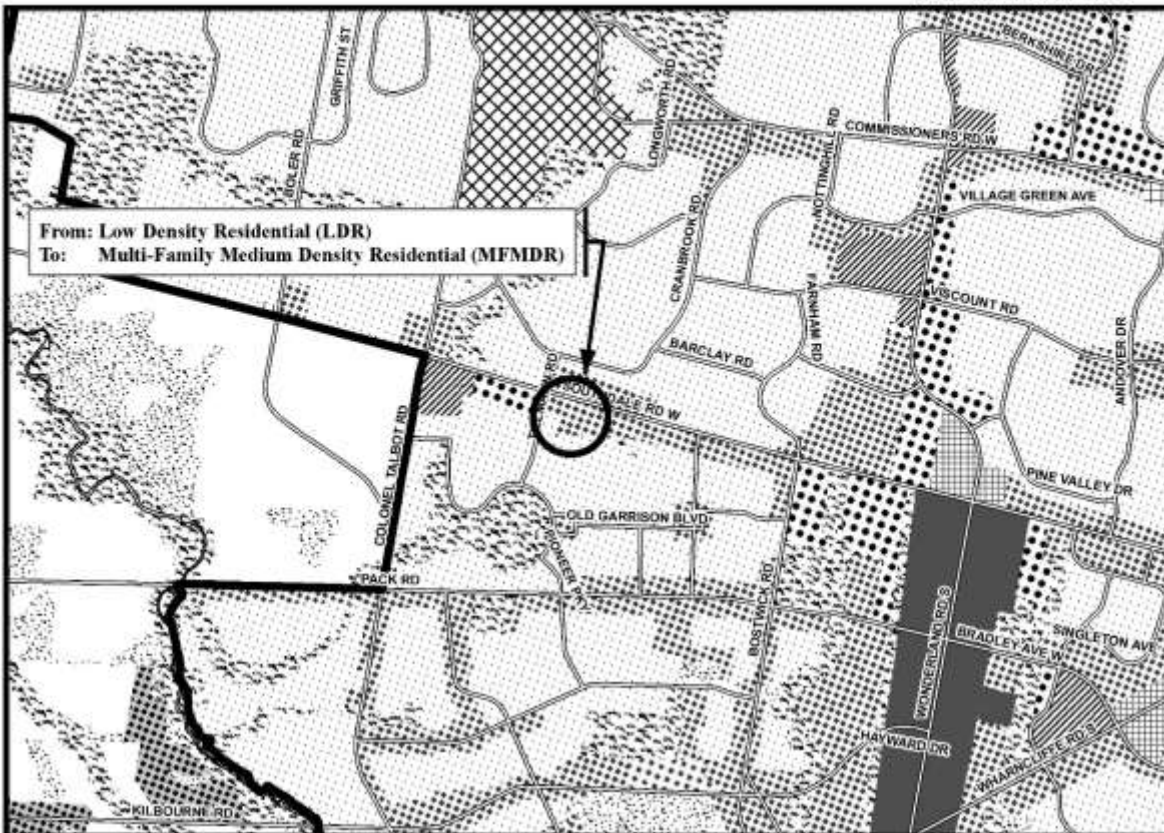 GRIFFITH ST
BERKSHIRE DR
BOLER RD
LONGWORTH RD
COMMISSIONERS RD W
NOTTINGHILL RD
VILLAGE GREEN AVE
From: Low Density Residential (LDR)
To: Multi-Family Medium Density Residential (MFMDR)
CRANBROOK RD
FARNHAM RD
VISCOUNT RD
ANDOVER DR
BARCLAY RD
RD
SOUTHDALE RD W
COLONEL TALBOT RD
PINE VALLEY DR
OLD GARRISON BLVD
PIONEER PKY
PACK RD
BOSTWICK RD
WONDERLAND RD S
BRADLEY AVE W
SINGLETON AVE
HAYWARD DR
WHARNCLIFFE RD S
KILBOURNE RD